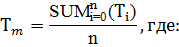 Tₘ = SUMⁿᵢ₌₀(Tᵢ) / n, где: